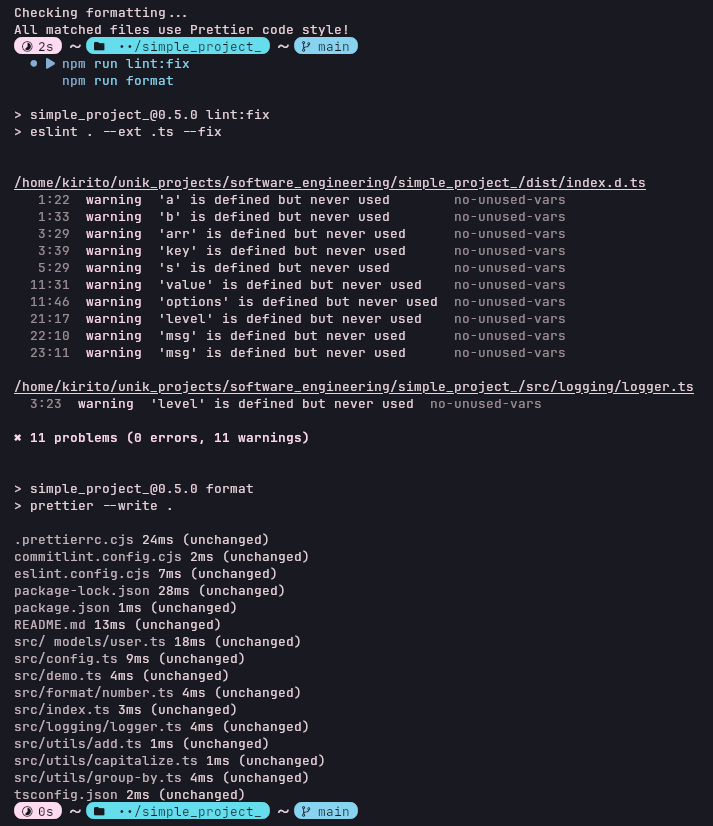 Checking formatting...
All matched files use Prettier code style!
2s ~ ··/simple_project_ ~ main
npm run lint:fix
npm run format
> simple_project_@0.5.0 lint:fix
> eslint . --ext .ts --fix
/home/kirito/unik_projects/software_engineering/simple_project_/dist/index.d.ts
1:22 warning 'a' is defined but never used no-unused-vars
1:33 warning 'b' is defined but never used no-unused-vars
3:29 warning 'arr' is defined but never used no-unused-vars
3:39 warning 'key' is defined but never used no-unused-vars
5:29 warning 's' is defined but never used no-unused-vars
11:31 warning 'value' is defined but never used no-unused-vars
11:46 warning 'options' is defined but never used no-unused-vars
21:17 warning 'level' is defined but never used no-unused-vars
22:10 warning 'msg' is defined but never used no-unused-vars
23:11 warning 'msg' is defined but never used no-unused-vars
/home/kirito/unik_projects/software_engineering/simple_project_/src/logging/logger.ts
3:23 warning 'level' is defined but never used no-unused-vars
✖ 11 problems (0 errors, 11 warnings)
> simple_project_@0.5.0 format
> prettier --write .
.prettierrc.cjs 24ms (unchanged)
commitlint.config.cjs 2ms (unchanged)
eslint.config.cjs 7ms (unchanged)
package-lock.json 28ms (unchanged)
package.json 1ms (unchanged)
README.md 13ms (unchanged)
src/ models/user.ts 18ms (unchanged)
src/config.ts 9ms (unchanged)
src/demo.ts 4ms (unchanged)
src/format/number.ts 4ms (unchanged)
src/index.ts 3ms (unchanged)
src/logging/logger.ts 4ms (unchanged)
src/utils/add.ts 1ms (unchanged)
src/utils/capitalize.ts 1ms (unchanged)
src/utils/group-by.ts 4ms (unchanged)
tsconfig.json 2ms (unchanged)
0s ~ ··/simple_project_ ~ main